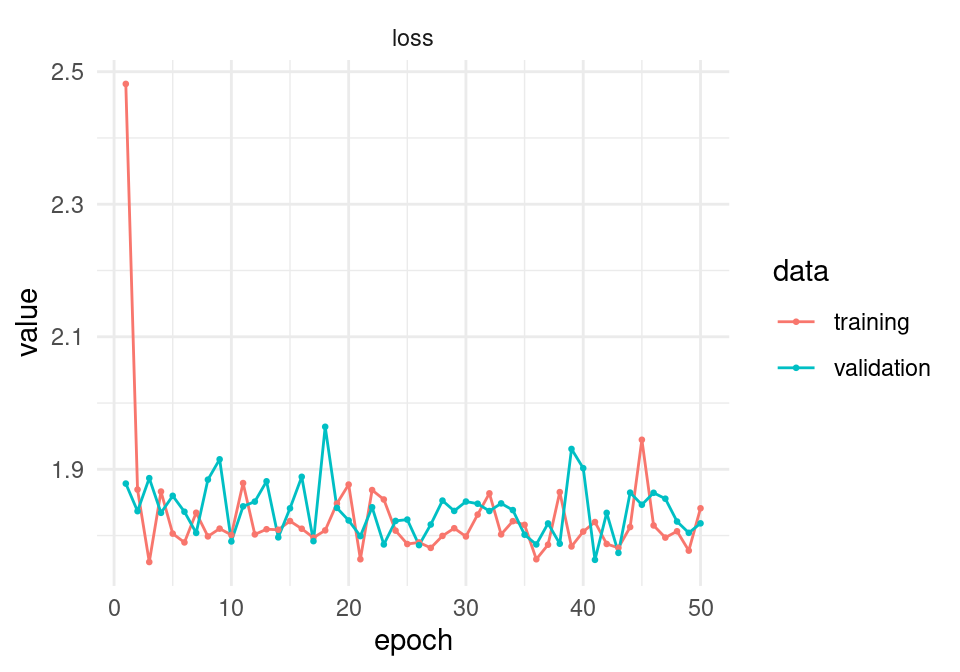 loss
2.5
2.3
2.1
1.9
value
0 10 20 30 40 50
epoch
data
training
validation